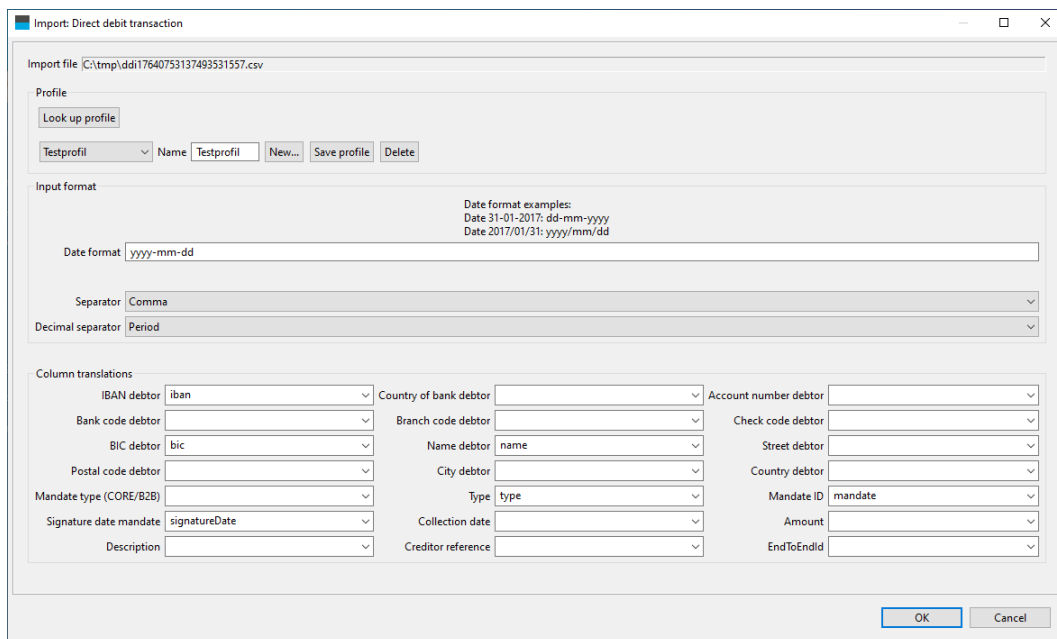 Import: Direct debit transaction
Import file C:\tmp\ddi17640753137493531557.csv
Profile
Look up profile
Testprofil Name Testprofil New... Save profile Delete
Input format
Date format examples:
Date 31-01-2017: dd-mm-yyyy
Date 2017/01/31: yyyy/mm/dd
Date format yyyy-mm-dd
Separator Comma
Decimal separator Period
Column translations
IBAN debtor iban Country of bank debtor Account number debtor
Bank code debtor Branch code debtor Check code debtor
BIC debtor bic Name debtor name Street debtor
Postal code debtor City debtor Country debtor
Mandate type (CORE/B2B) Type type Mandate ID mandate
Signature date mandate signatureDate Collection date Amount
Description Creditor reference EndToEndId
OK Cancel